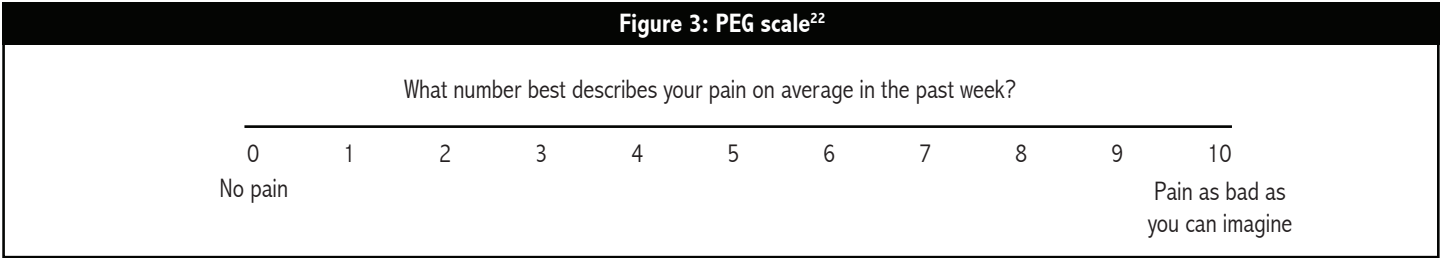 Figure 3: PEG scale22
What number best describes your pain on average in the past week?
0 1 2 3 4 5 6 7 8 9 10
No pain
Pain as bad as
you can imagine